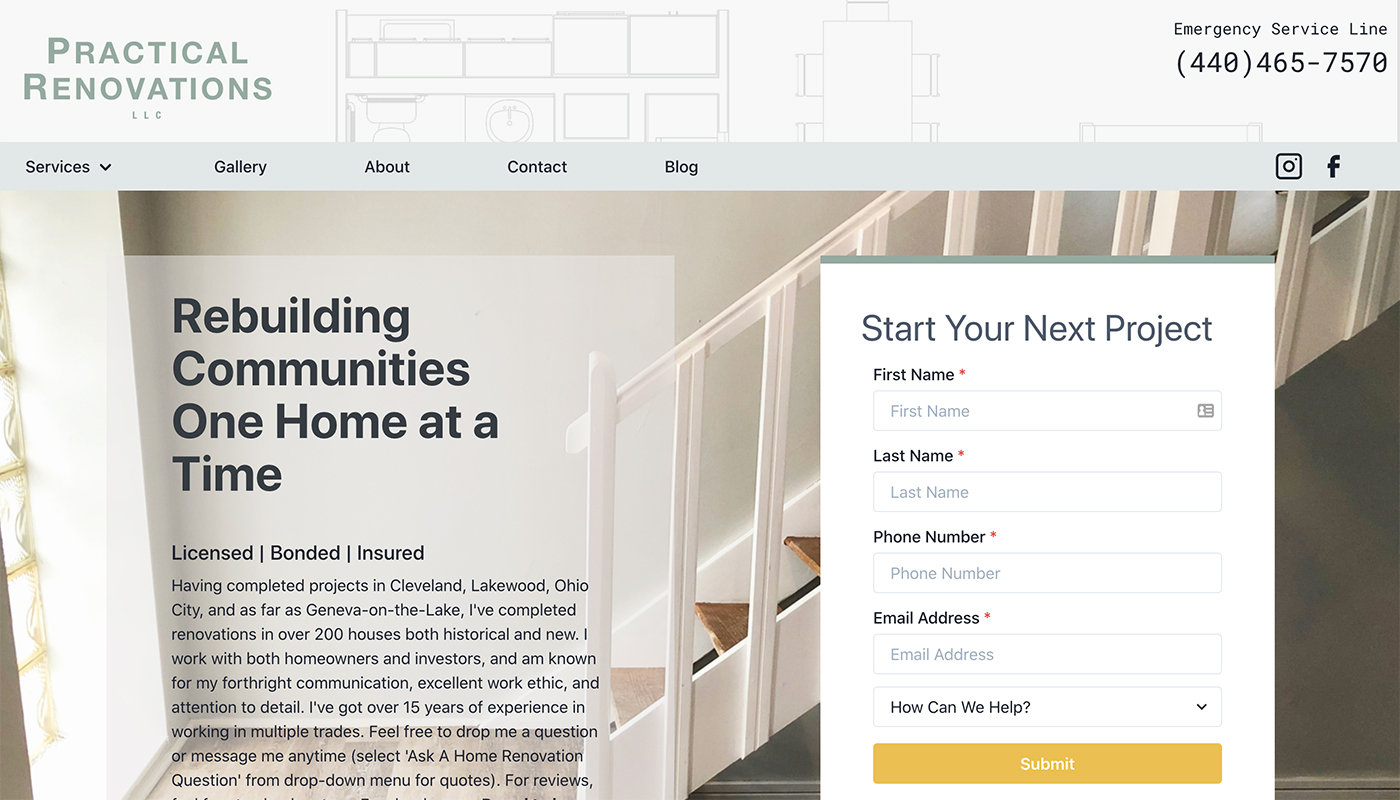 PRACTICAL
RENOVATIONS
LLC
Emergency Service Line
(440)465-7570
Services
Gallery
About
Contact
Blog
Rebuilding
Communities
One Home at a
Time
Licensed | Bonded | Insured
Having completed projects in Cleveland, Lakewood, Ohio
City, and as far as Geneva-on-the-Lake, I've completed
renovations in over 200 houses both historical and new. I
work with both homeowners and investors, and am known
for my forthright communication, excellent work ethic, and
attention to detail. I've got over 15 years of experience in
working in multiple trades. Feel free to drop me a question
or message me anytime (select 'Ask A Home Renovation
Question' from drop-down menu for quotes). For reviews,
Start Your Next Project
First Name *
First Name
Last Name *
Last Name
Phone Number *
Phone Number
Email Address *
Email Address
How Can We Help?
Submit